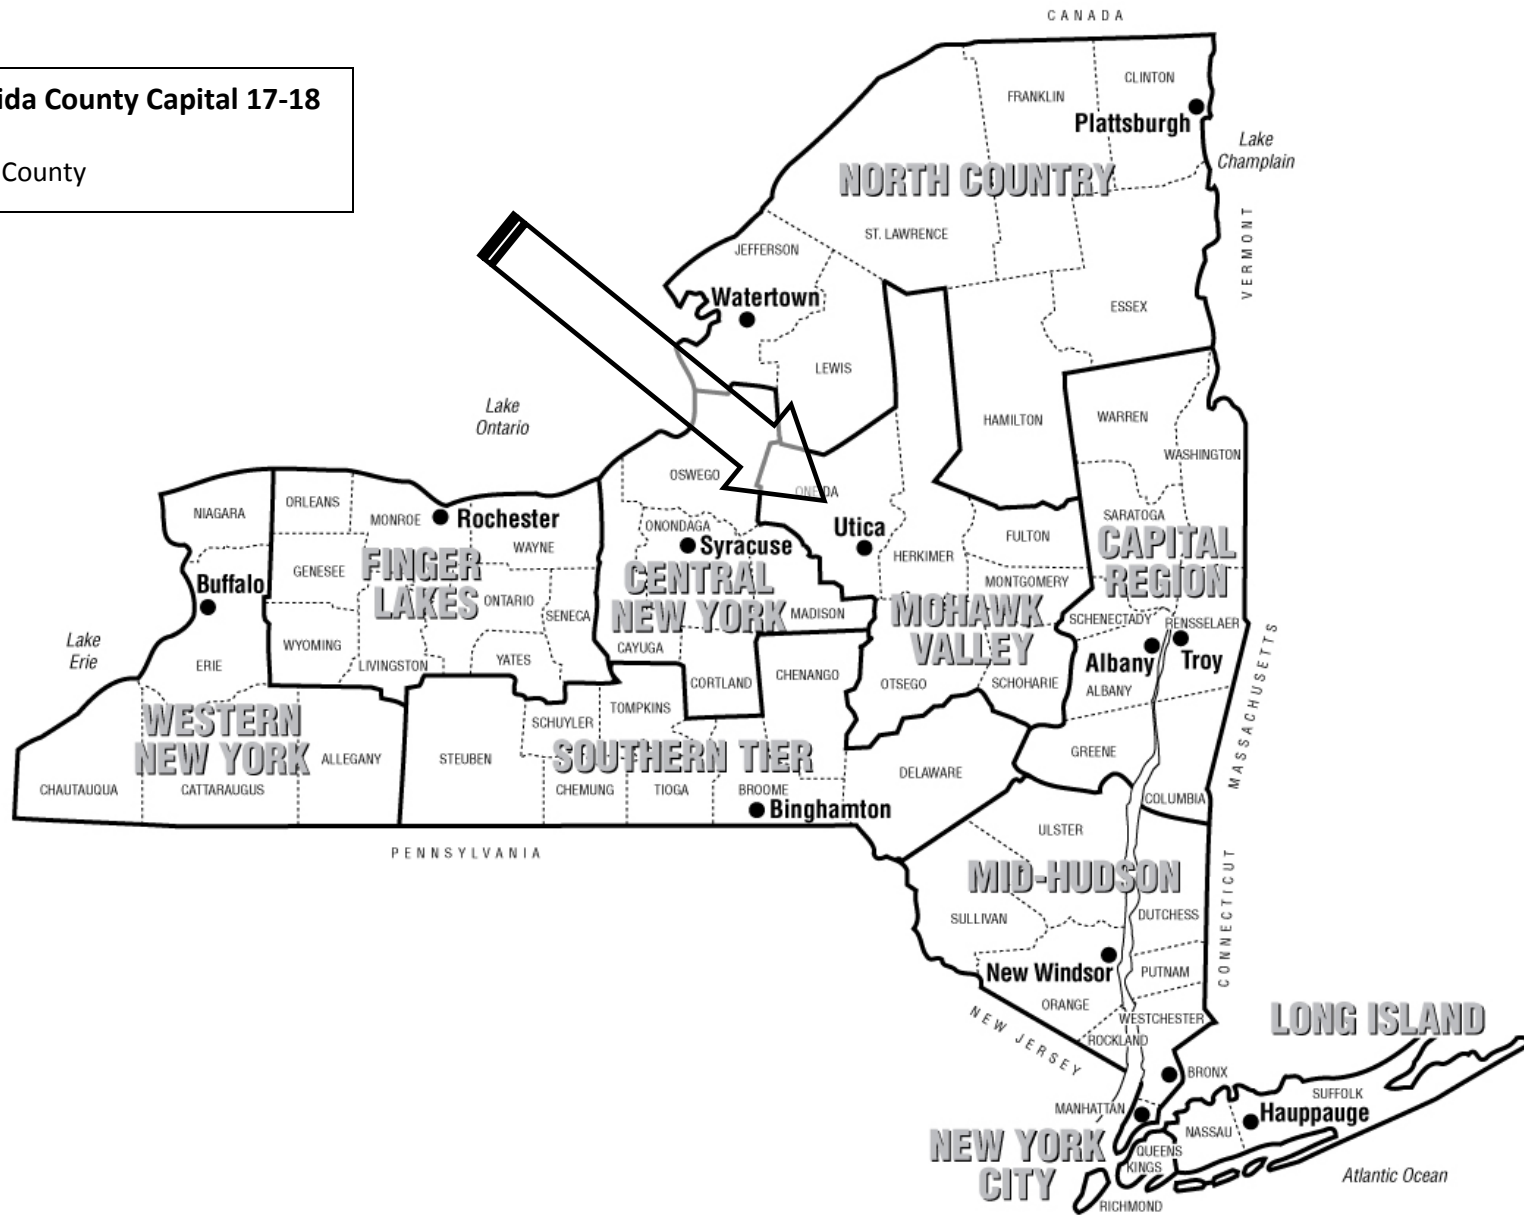 CANADA
ida County Capital 17-18
County
CLINTON
FRANKLIN
Plattsburgh
Lake
Champlain
NORTH COUNTRY
VERMONT
ST. LAWRENCE
JEFFERSON
Watertown
ESSEX
LEWIS
Lake
Ontario
HAMILTON
WARREN
WASHINGTON
OSWEGO
ONEIDA
NIAGARA
ORLEANS
MONROE
Rochester
ONONDAGA
Syracuse
Utica
SARATOGA
FULTON
HERKIMER
CAPITAL
REGION
WAYNE
GENESEE
FINGER
LAKES
CENTRAL
NEW YORK
MONTGOMERY
Buffalo
ONTARIO
SENECA
MADISON
MOHAWK
VALLEY
SCHENECTADY
RENSSELAER
Lake
Erie
WYOMING
LIVINGSTON
YATES
CAYUGA
Albany
Troy
ERIE
CORTLAND
CHENANGO
OTSEGO
SCHOHARIE
ALBANY
MASSACHUSETTS
WESTERN
NEW YORK
TOMPKINS
SCHUYLER
ALLEGANY
STEUBEN
SOUTHERN TIER
GREENE
DELAWARE
CHAUTAUQUA
CATTARAUGUS
CHEMUNG
TIOGA
BROOME
Binghamton
COLUMBIA
PENNSYLVANIA
ULSTER
MID-HUDSON
CONNECTICUT
SULLIVAN
DUTCHESS
New Windsor
PUTNAM
ORANGE
WESTCHESTER
NEW JERSEY
ROCKLAND
LONG ISLAND
BRONX
SUFFOLK
MANHATTAN
Hauppauge
NASSAU
NEW YORK
CITY
QUEENS
KINGS
Atlantic Ocean
RICHMOND